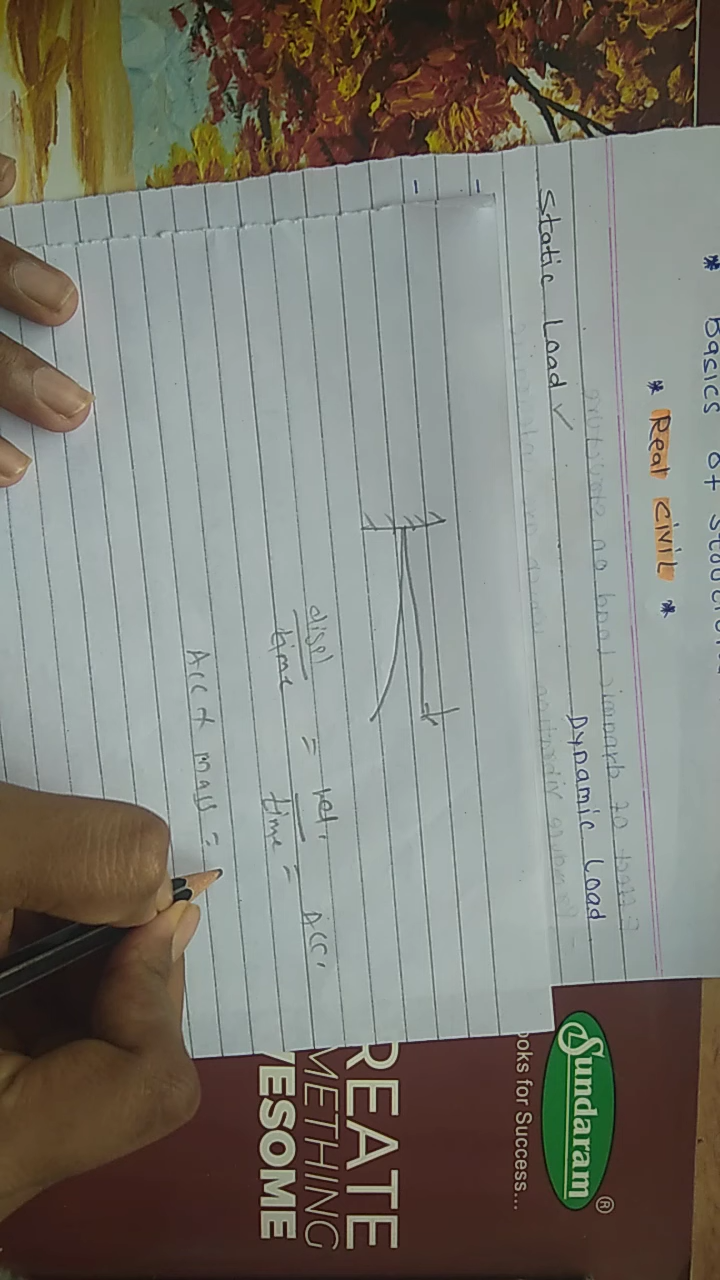 * Basics of
* Real civil *
Static Load ✓ Dynamic Load
displ = vel. = Acc.
time time
Acc x mass =
Sundaram®
ooks for Success...
REATE
METHING
ESOME